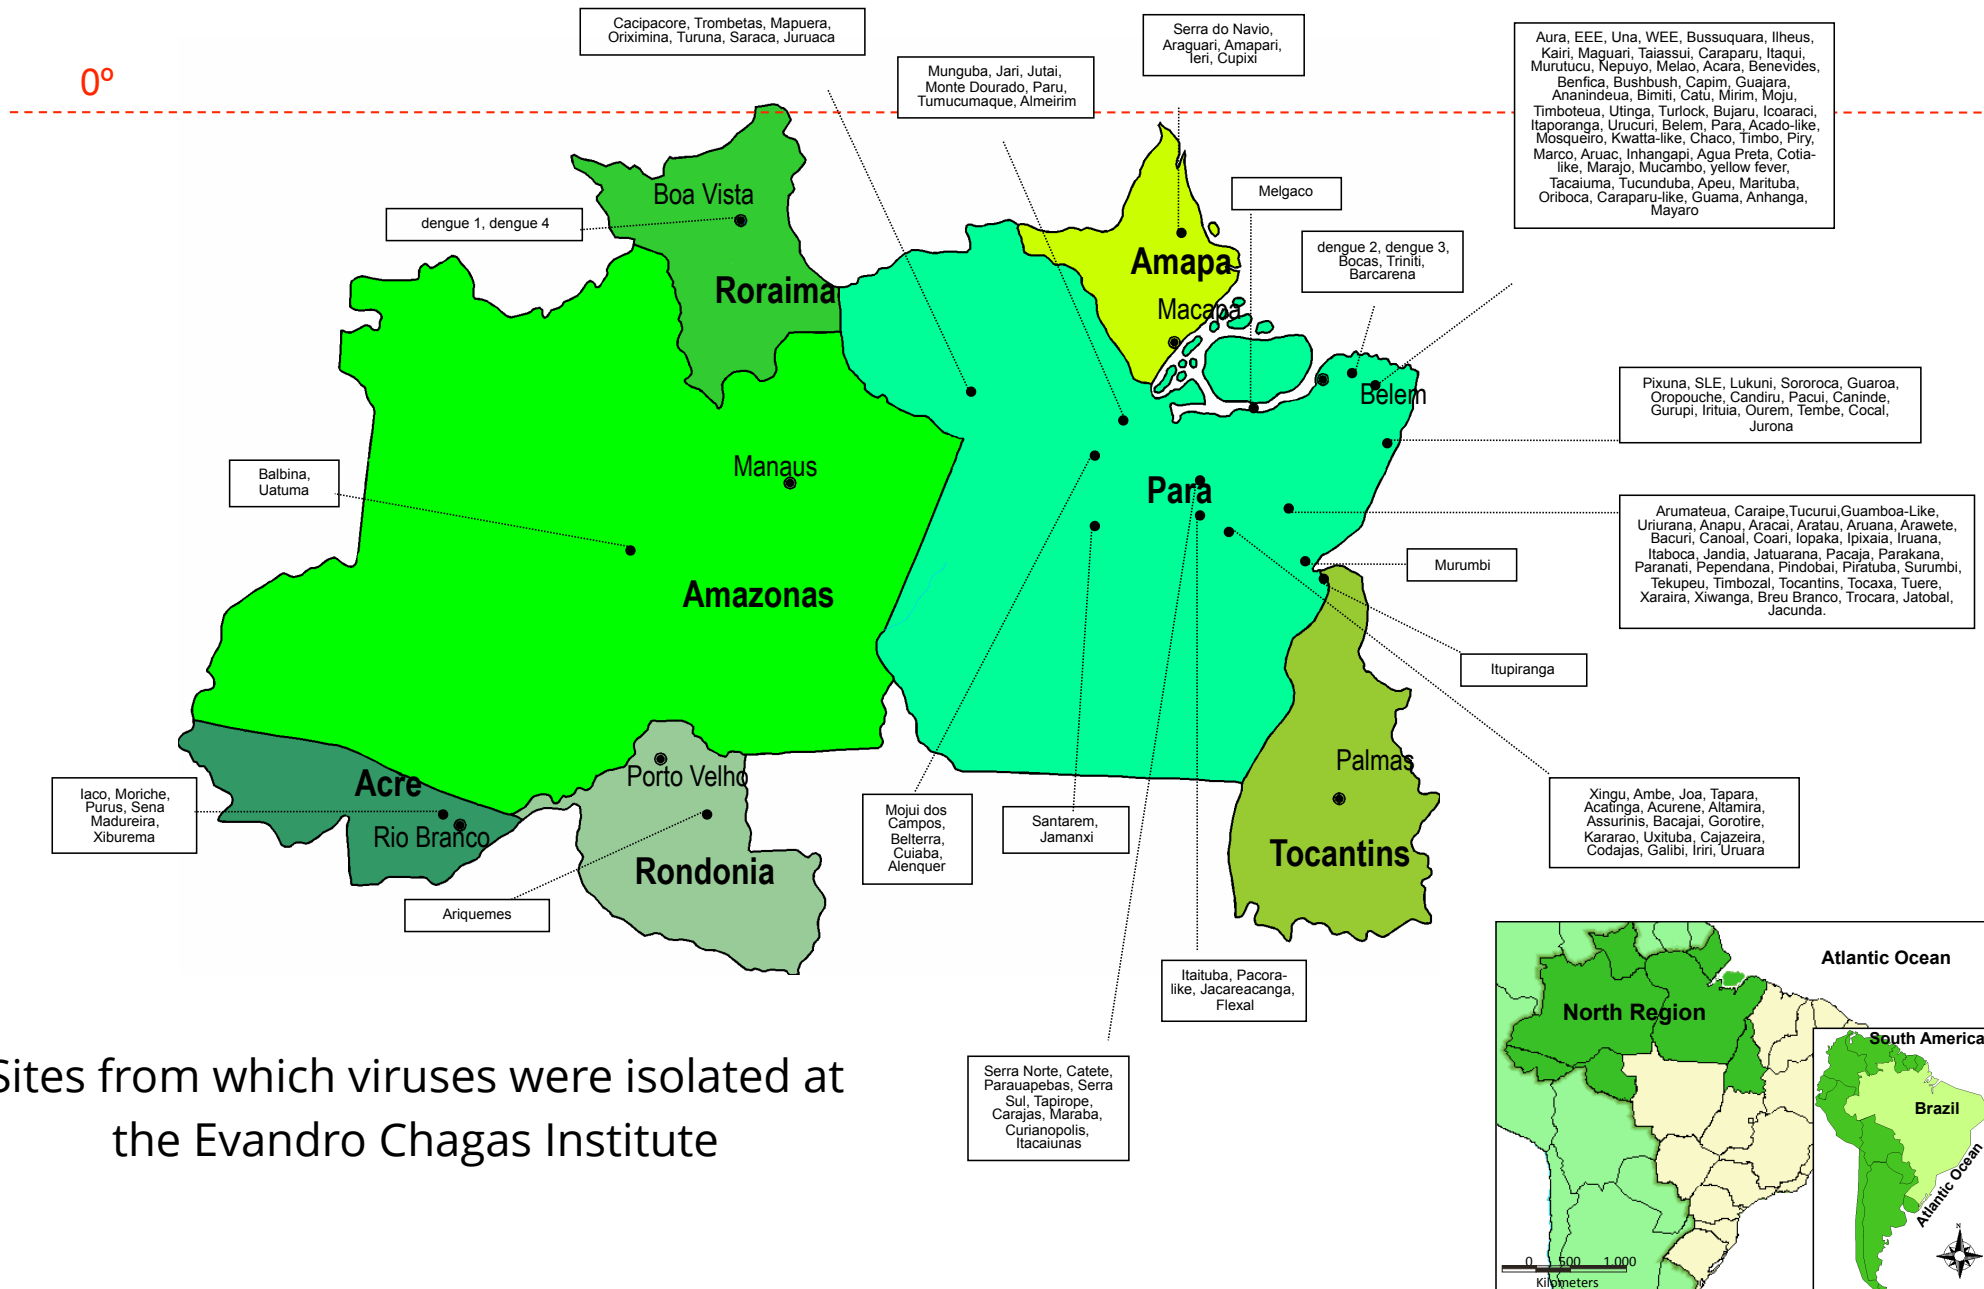 Cacipacore, Trombetas, Mapuera,
Oriximina, Turuna, Saraca, Juruaca
Serra do Navio,
Araguari, Amapari,
Ieri, Cupixi
Aura, EEE, Una, WEE, Bussuquara, Ilheus,
Kairi, Maguari, Taiassui, Caraparu, Itaqui,
Murutucu, Nepuyo, Melao, Acara, Benevides,
Benfica, Bushbush, Capim, Guajara,
Ananindeua, Bimiti, Catu, Mirim, Moju,
Timboteua, Utinga, Turlock, Bujaru, Icoaraci,
Itaporanga, Urucuri, Belem, Para, Acado-like,
Mosqueiro, Kwatta-like, Chaco, Timbo, Piry,
Marco, Aruac, Inhangapi, Agua Preta, Cotia-
like, Marajo, Mucambo, yellow fever,
Tacaiuma, Tucunduba, Apeu, Marituba,
Oriboca, Caraparu-like, Guama, Anhanga,
Mayaro
0º
Munguba, Jari, Jutai,
Monte Dourado, Paru,
Tumucumaque, Almeirim
Boa Vista
Melgaco
dengue 1, dengue 4
dengue 2, dengue 3,
Bocas, Triniti,
Barcarena
Amapa
Roraima
Macapa
Belem
Pixuna, SLE, Lukuni, Sororoca, Guaroa,
Oropouche, Candiru, Pacui, Caninde,
Gurupi, Irituia, Ourem, Tembe, Cocal,
Jurona
Balbina,
Uatuma
Manaus
Para
Arumateua, Caraipe,Tucurui,Guamboa-Like,
Uriurana, Anapu, Aracai, Aratau, Aruana, Arawete,
Bacuri, Canoal, Coari, Iopaka, Ipixaia, Iruana,
Itaboca, Jandia, Jatuarana, Pacaja, Parakana,
Paranati, Pependana, Pindobai, Piratuba, Surumbi,
Tekupeu, Timbozal, Tocantins, Tocaxa, Tuere,
Xaraira, Xiwanga, Breu Branco, Trocara, Jatobal,
Jacunda.
Murumbi
Amazonas
Itupiranga
Palmas
Porto Velho
Acre
Iaco, Moriche,
Purus, Sena
Madureira,
Xiburema
Rio Branco
Mojui dos
Campos,
Belterra,
Cuiaba,
Alenquer
Santarem,
Jamanxi
Xingu, Ambe, Joa, Tapara,
Acatinga, Acurene, Altamira,
Assurinis, Bacajai, Gorotire,
Kararao, Uxituba, Cajazeira,
Codajas, Galibi, Iriri, Uruara
Tocantins
Rondonia
Ariquemes
Itaituba, Pacora-
like, Jacareacanga,
Flexal
Serra Norte, Catete,
Parauapebas, Serra
Sul, Tapirope,
Carajas, Maraba,
Curianopolis,
Itacaiunas
Sites from which viruses were isolated at
the Evandro Chagas Institute
Atlantic Ocean
North Region
South America
Brazil
Atlantic Ocean
N
0 500 1.000
Kilometers